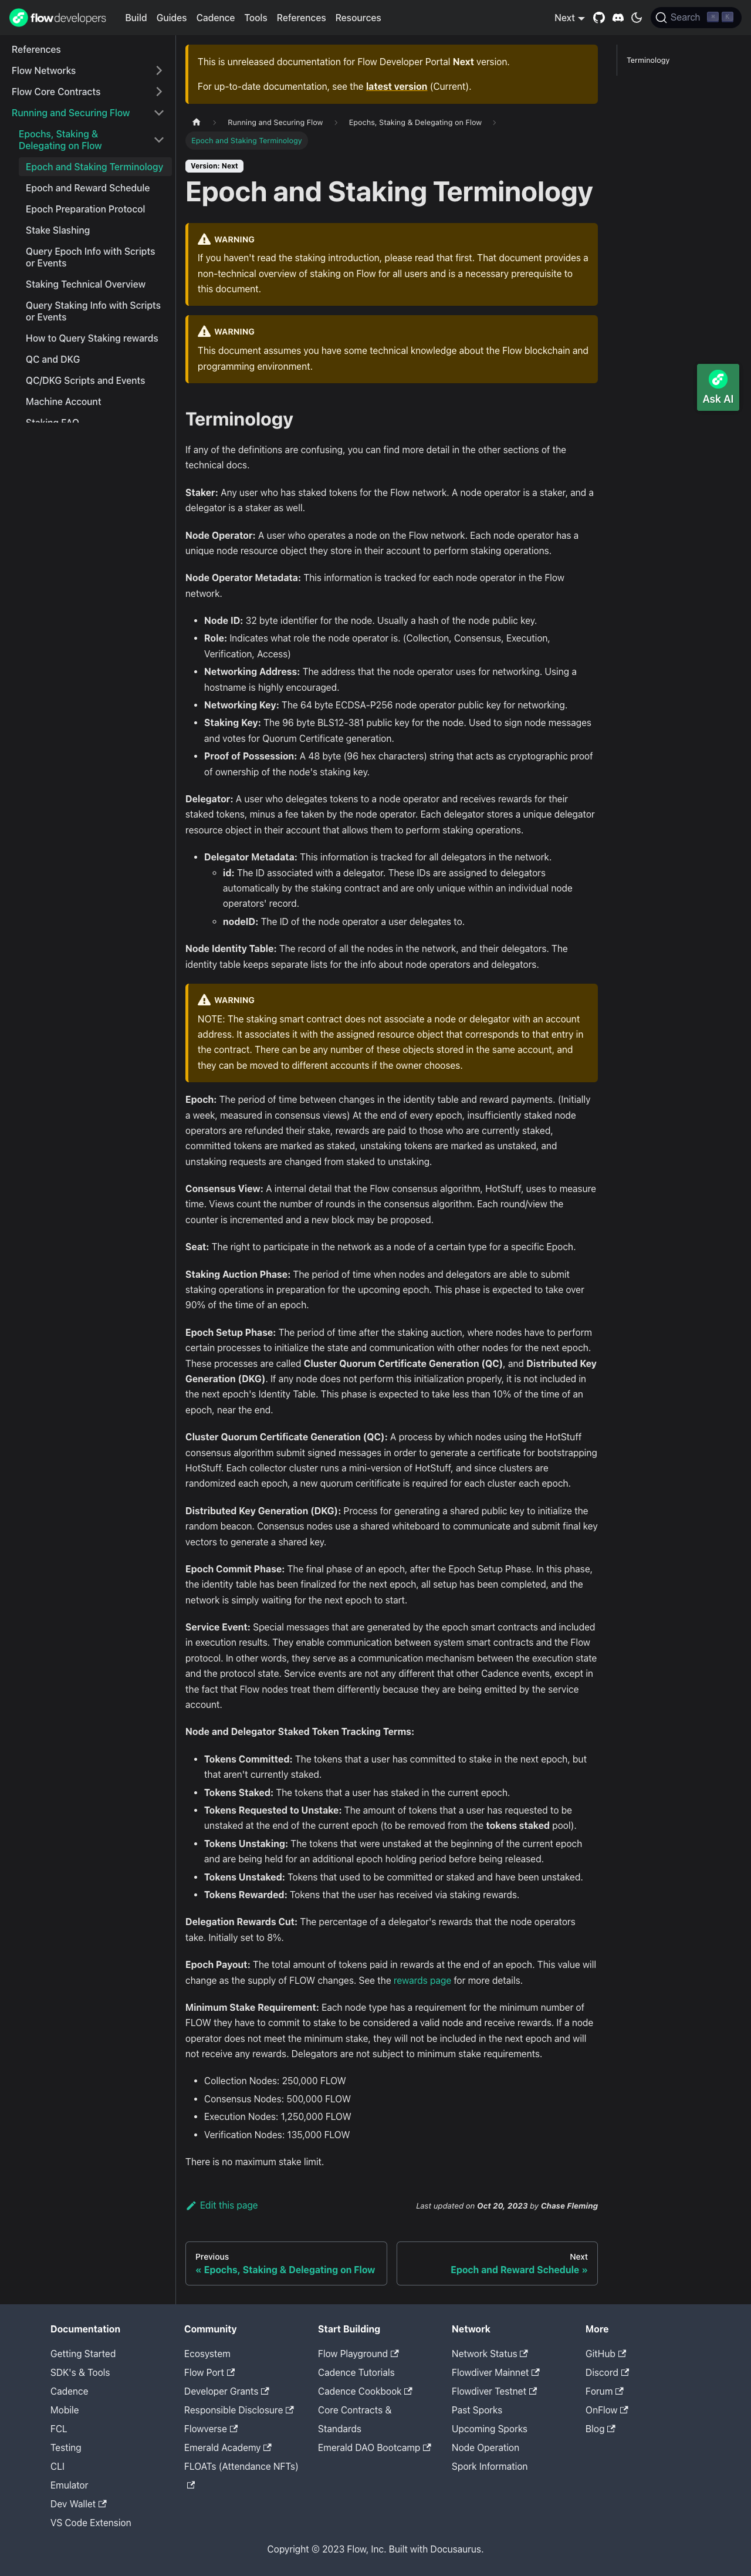 flow developers
Build Guides Cadence Tools References Resources
Next
Search
References
Flow Networks
Flow Core Contracts
Running and Securing Flow
Epochs, Staking &
Delegating on Flow
Epoch and Staking Terminology
Epoch and Reward Schedule
Epoch Preparation Protocol
Stake Slashing
Query Epoch Info with Scripts
or Events
Staking Technical Overview
Query Staking Info with Scripts
or Events
How to Query Staking rewards
QC and DKG
QC/DKG Scripts and Events
Machine Account
Staking FAQ
This is unreleased documentation for Flow Developer Portal Next version.
For up-to-date documentation, see the latest version (Current).
Running and Securing Flow
Epochs, Staking & Delegating on Flow
Epoch and Staking Terminology
Version: Next
Epoch and Staking Terminology
WARNING
If you haven't read the staking introduction, please read that first. That document provides a
non-technical overview of staking on Flow for all users and is a necessary prerequisite to
this document.
WARNING
This document assumes you have some technical knowledge about the Flow blockchain and
programming environment.
Terminology
If any of the definitions are confusing, you can find more detail in the other sections of the
technical docs.
Staker: Any user who has staked tokens for the Flow network. A node operator is a staker, and a
delegator is a staker as well.
Node Operator: A user who operates a node on the Flow network. Each node operator has a
unique node resource object they store in their account to perform staking operations.
Node Operator Metadata: This information is tracked for each node operator in the Flow
network.
• Node ID: 32 byte identifier for the node. Usually a hash of the node public key.
• Role: Indicates what role the node operator is. (Collection, Consensus, Execution,
Verification, Access)
• Networking Address: The address that the node operator uses for networking. Using a
hostname is highly encouraged.
• Networking Key: The 64 byte ECDSA-P256 node operator public key for networking.
• Staking Key: The 96 byte BLS12-381 public key for the node. Used to sign node messages
and votes for Quorum Certificate generation.
• Proof of Possession: A 48 byte (96 hex characters) string that acts as cryptographic proof
of ownership of the node's staking key.
Delegator: A user who delegates tokens to a node operator and receives rewards for their
staked tokens, minus a fee taken by the node operator. Each delegator stores a unique delegator
resource object in their account that allows them to perform staking operations.
• Delegator Metadata: This information is tracked for all delegators in the network.
◦ id: The ID associated with a delegator. These IDs are assigned to delegators
automatically by the staking contract and are only unique within an individual node
operators' record.
◦ nodeID: The ID of the node operator a user delegates to.
Node Identity Table: The record of all the nodes in the network, and their delegators. The
identity table keeps separate lists for the info about node operators and delegators.
WARNING
NOTE: The staking smart contract does not associate a node or delegator with an account
address. It associates it with the assigned resource object that corresponds to that entry in
the contract. There can be any number of these objects stored in the same account, and
they can be moved to different accounts if the owner chooses.
Epoch: The period of time between changes in the identity table and reward payments. (Initially
a week, measured in consensus views) At the end of every epoch, insufficiently staked node
operators are refunded their stake, rewards are paid to those who are currently staked,
committed tokens are marked as staked, unstaking tokens are marked as unstaked, and
unstaking requests are changed from staked to unstaking.
Consensus View: A internal detail that the Flow consensus algorithm, HotStuff, uses to measure
time. Views count the number of rounds in the consensus algorithm. Each round/view the
counter is incremented and a new block may be proposed.
Seat: The right to participate in the network as a node of a certain type for a specific Epoch.
Staking Auction Phase: The period of time when nodes and delegators are able to submit
staking operations in preparation for the upcoming epoch. This phase is expected to take over
90% of the time of an epoch.
Epoch Setup Phase: The period of time after the staking auction, where nodes have to perform
certain processes to initialize the state and communication with other nodes for the next epoch.
These processes are called Cluster Quorum Certificate Generation (QC), and Distributed Key
Generation (DKG). If any node does not perform this initialization properly, it is not included in
the next epoch's Identity Table. This phase is expected to take less than 10% of the time of an
epoch, near the end.
Cluster Quorum Certificate Generation (QC): A process by which nodes using the HotStuff
consensus algorithm submit signed messages in order to generate a certificate for bootstrapping
HotStuff. Each collector cluster runs a mini-version of HotStuff, and since clusters are
randomized each epoch, a new quorum ceritificate is required for each cluster each epoch.
Distributed Key Generation (DKG): Process for generating a shared public key to initialize the
random beacon. Consensus nodes use a shared whiteboard to communicate and submit final key
vectors to generate a shared key.
Epoch Commit Phase: The final phase of an epoch, after the Epoch Setup Phase. In this phase,
the identity table has been finalized for the next epoch, all setup has been completed, and the
network is simply waiting for the next epoch to start.
Service Event: Special messages that are generated by the epoch smart contracts and included
in execution results. They enable communication between system smart contracts and the Flow
protocol. In other words, they serve as a communication mechanism between the execution state
and the protocol state. Service events are not any different that other Cadence events, except in
the fact that Flow nodes treat them differently because they are being emitted by the service
account.
Node and Delegator Staked Token Tracking Terms:
• Tokens Committed: The tokens that a user has committed to stake in the next epoch, but
that aren't currently staked.
• Tokens Staked: The tokens that a user has staked in the current epoch.
• Tokens Requested to Unstake: The amount of tokens that a user has requested to be
unstaked at the end of the current epoch (to be removed from the tokens staked pool).
• Tokens Unstaking: The tokens that were unstaked at the beginning of the current epoch
and are being held for an additional epoch holding period before being released.
• Tokens Unstaked: Tokens that used to be committed or staked and have been unstaked.
• Tokens Rewarded: Tokens that the user has received via staking rewards.
Delegation Rewards Cut: The percentage of a delegator's rewards that the node operators
take. Initially set to 8%.
Epoch Payout: The total amount of tokens paid in rewards at the end of an epoch. This value will
change as the supply of FLOW changes. See the rewards page for more details.
Minimum Stake Requirement: Each node type has a requirement for the minimum number of
FLOW they have to commit to stake to be considered a valid node and receive rewards. If a node
operator does not met the minimum stake, they will not be included in the next epoch and will
not receive any rewards. Delegators are not subject to minimum stake requirements.
• Collection Nodes: 250,000 FLOW
• Consensus Nodes: 500,000 FLOW
• Execution Nodes: 1,250,000 FLOW
• Verification Nodes: 135,000 FLOW
There is no maximum stake limit.
Edit this page
Last updated on Oct 20, 2023 by Chase Fleming
Previous
« Epochs, Staking & Delegating on Flow
Next
Epoch and Reward Schedule »
Terminology
Ask AI
Documentation
Getting Started
SDK's & Tools
Cadence
Mobile
FCL
Testing
CLI
Emulator
Dev Wallet
VS Code Extension
Community
Ecosystem
Flow Port
Developer Grants
Responsible Disclosure
Flowverse
Emerald Academy
FLOATs (Attendance NFTs)
Start Building
Flow Playground
Cadence Tutorials
Cadence Cookbook
Core Contracts &
Standards
Emerald DAO Bootcamp
Network
Network Status
Flowdiver Mainnet
Flowdiver Testnet
Past Sporks
Upcoming Sporks
Node Operation
Spork Information
More
GitHub
Discord
Forum
OnFlow
Blog
Copyright © 2023 Flow, Inc. Built with Docusaurus.